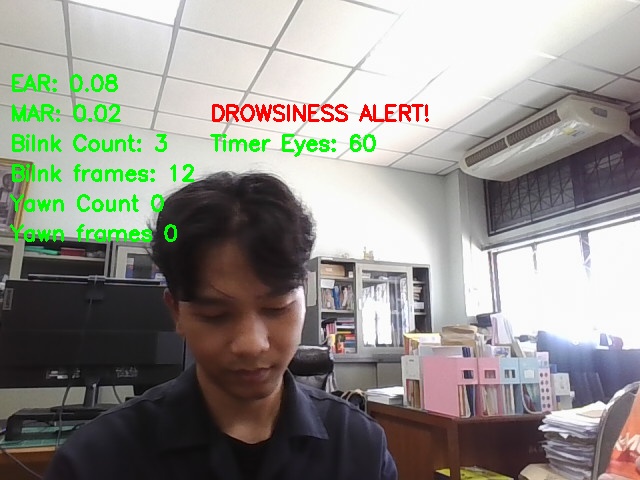 EAR: 0.08
MAR: 0.02
DROWSINESS ALERT!
Bilnk Count: 3
Timer Eyes: 60
Bilnk frames: 12
Yawn Count 0
Yawn frames 0